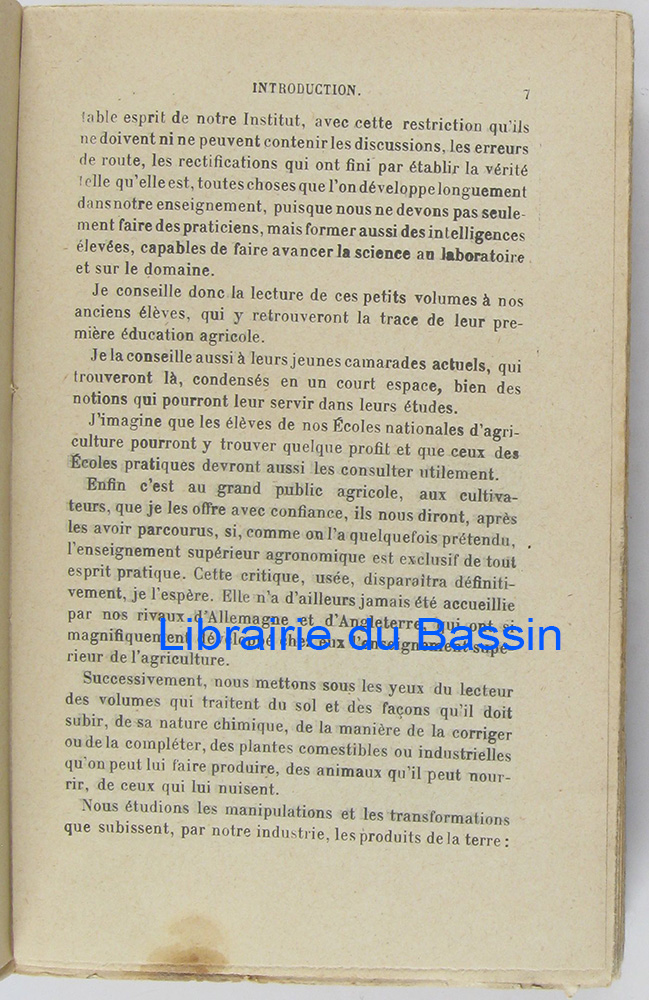 INTRODUCTION. 7
table esprit de notre Institut, avec cette restriction qu'ils
ne doivent ni ne peuvent contenir les discussions, les erreurs
de route, les rectifications qui ont fini par établir la vérité
telle qu'elle est, toutes choses que l'on développe longuement
dans notre enseignement, puisque nous ne devons pas seule-
ment faire des praticiens, mais former aussi des intelligences
élevées, capables de faire avancer la science au laboratoire
et sur le domaine.
Je conseille donc la lecture de ces petits volumes à nos
anciens élèves, qui y retrouveront la trace de leur pre-
mière éducation agricole.
Je la conseille aussi à leurs jeunes camarades actuels, qui
trouveront là, condensés en un court espace, bien des
notions qui pourront leur servir dans leurs études.
J'imagine que les élèves de nos Écoles nationales d'agri-
culture pourront y trouver quelque profit et que ceux des
Écoles pratiques devront aussi les consulter utilement.
Enfin c'est au grand public agricole, aux cultiva-
teurs, que je les offre avec confiance, ils nous diront, après
les avoir parcourus, si, comme on l'a quelquefois prétendu,
l'enseignement supérieur agronomique est exclusif de tout
esprit pratique. Cette critique, usée, disparaîtra définiti-
vement, je l'espère. Elle n'a d'ailleurs jamais été accueillie
par nos rivaux d'Allemagne et d'Angleterre, qui ont si
magnifiquement développé chez eux l'enseignement supé-
Librairie du Bassin
rieur de l'agriculture.
Successivement, nous mettons sous les yeux du lecteur
des volumes qui traitent du sol et des façons qu'il doit
subir, de sa nature chimique, de la manière de la corriger
ou de la compléter, des plantes comestibles ou industrielles
qu'on peut lui faire produire, des animaux qu'il peut nour-
rir, de ceux qui lui nuisent.
Nous étudions les manipulations et les transformations
que subissent, par notre industrie, les produits de la terre :